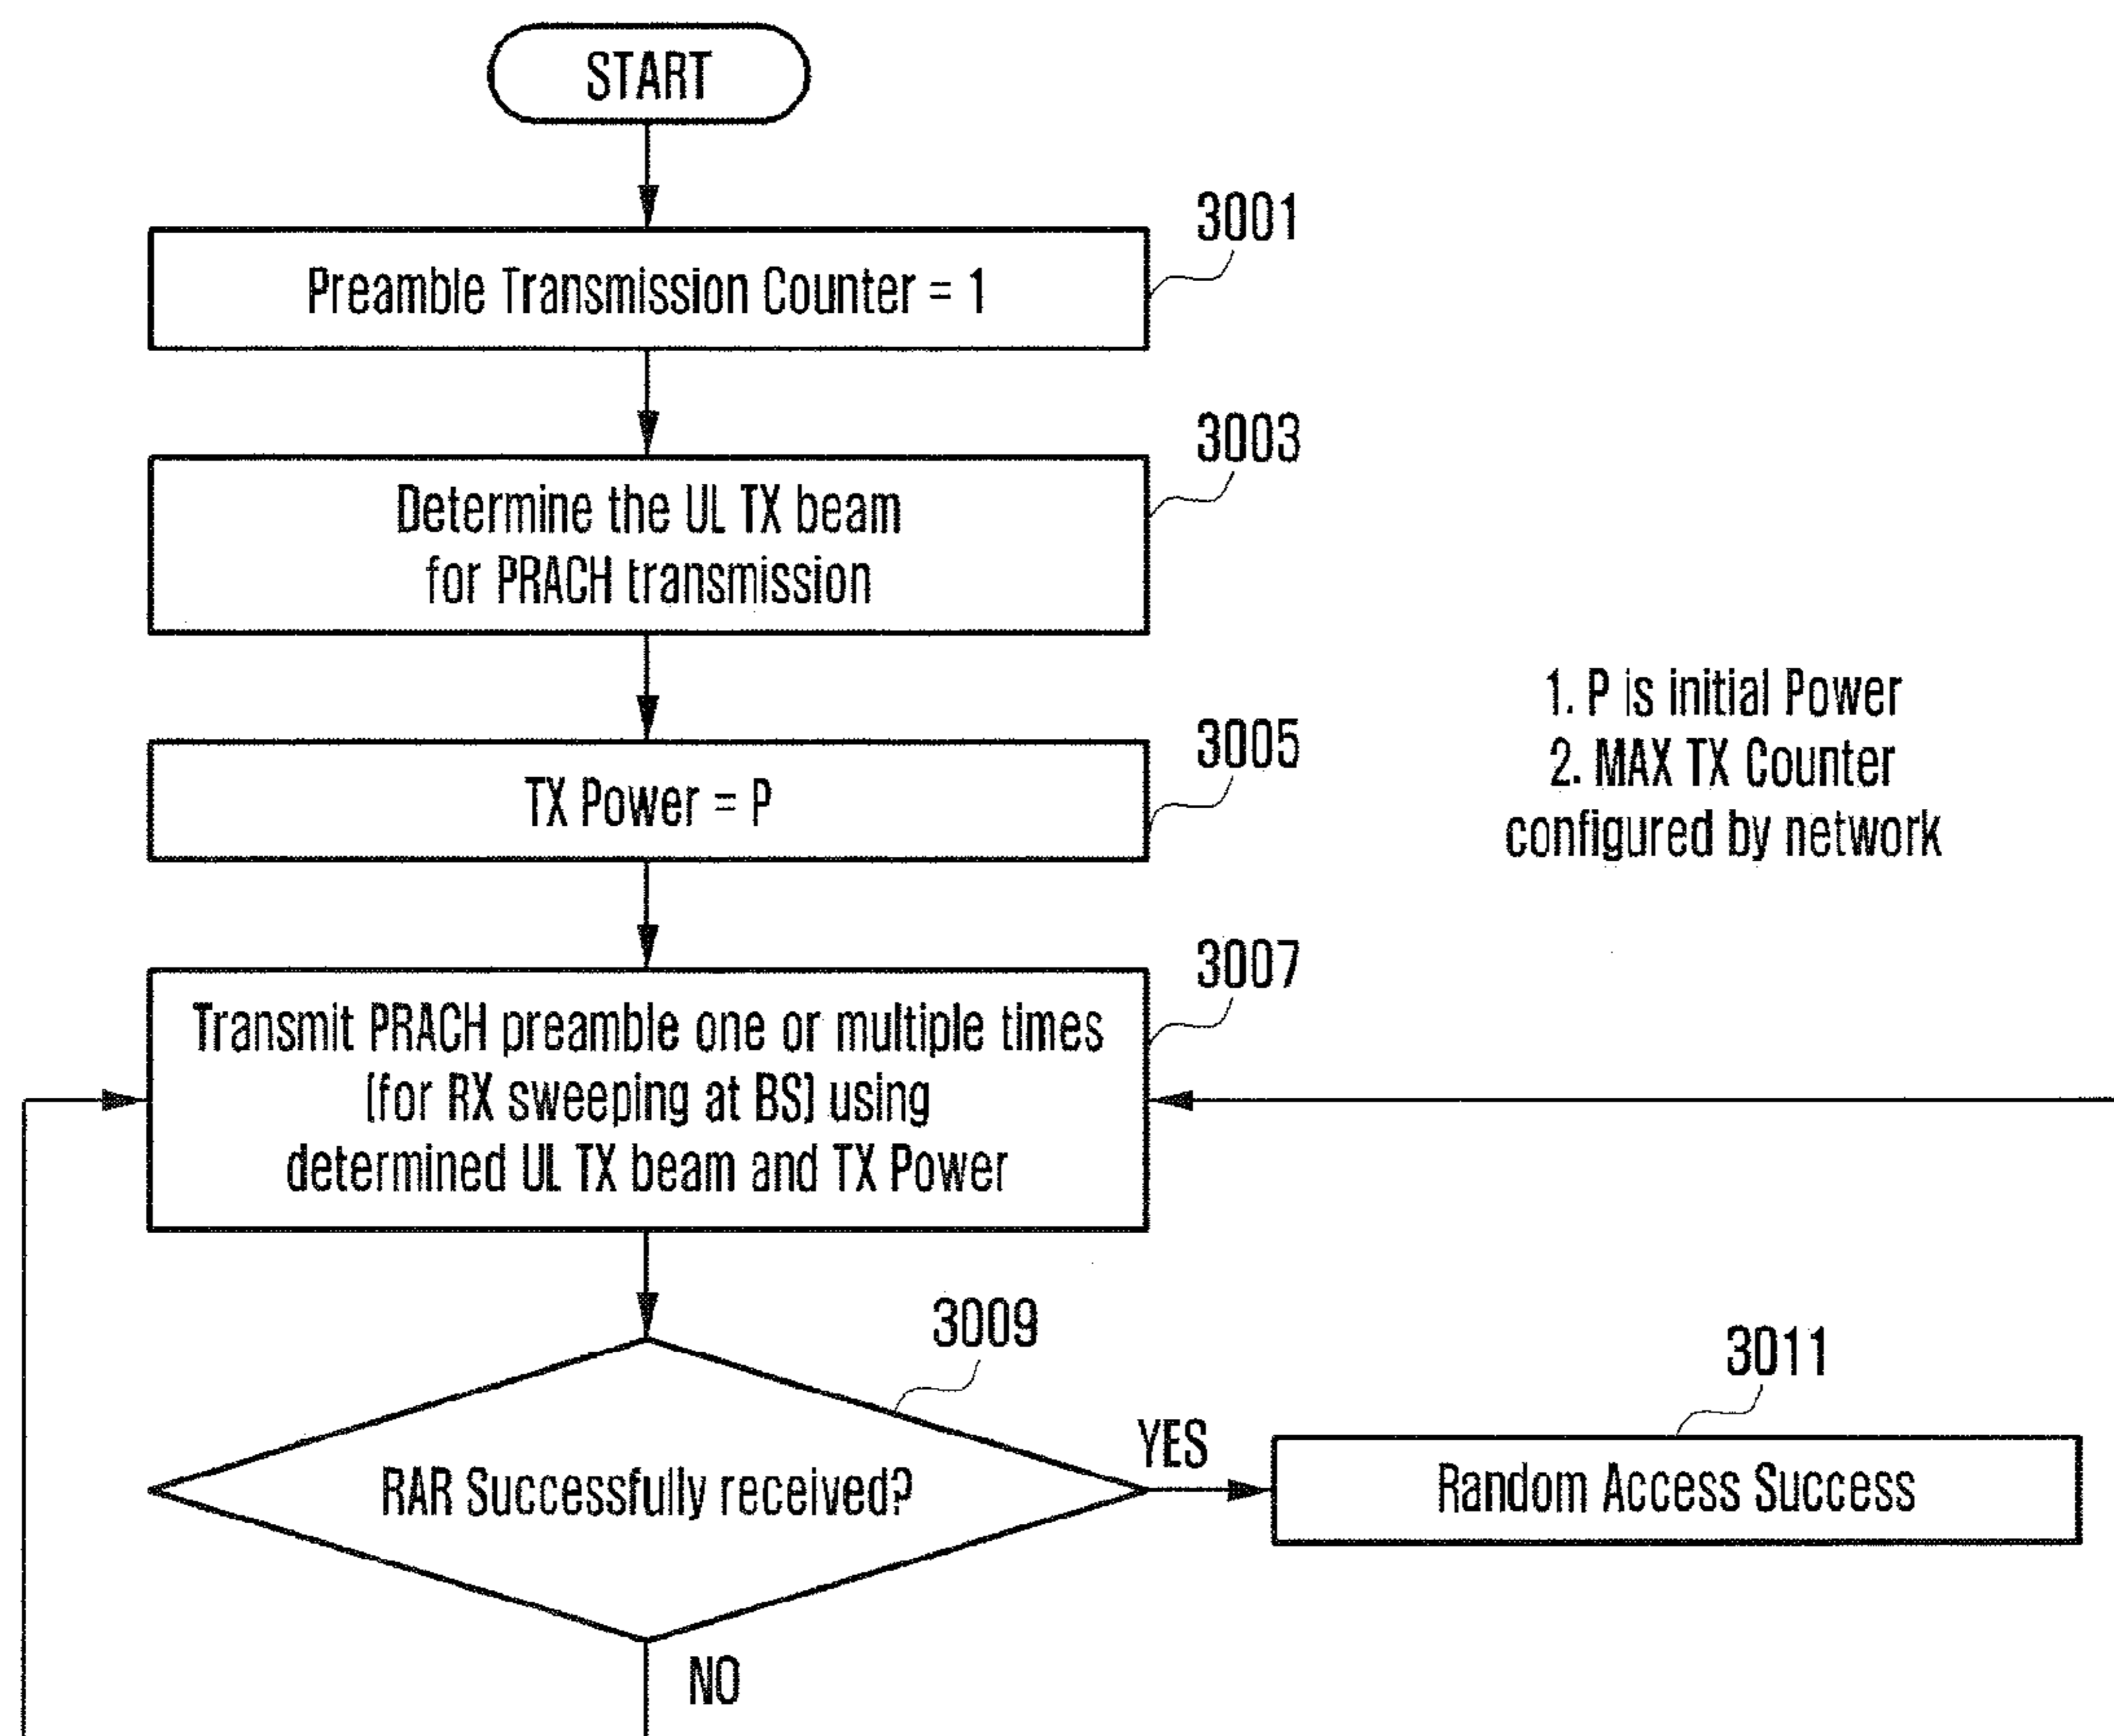 START
3001
Preamble Transmission Counter = 1
3003
Determine the UL TX beam
for PRACH transmission
3005
TX Power = P
1. P is initial Power
2. MAX TX Counter
configured by network
3007
Transmit PRACH preamble one or multiple times
(for RX sweeping at BS) using
determined UL TX beam and TX Power
3009
RAR Successfully received?
YES
3011
Random Access Success
NO